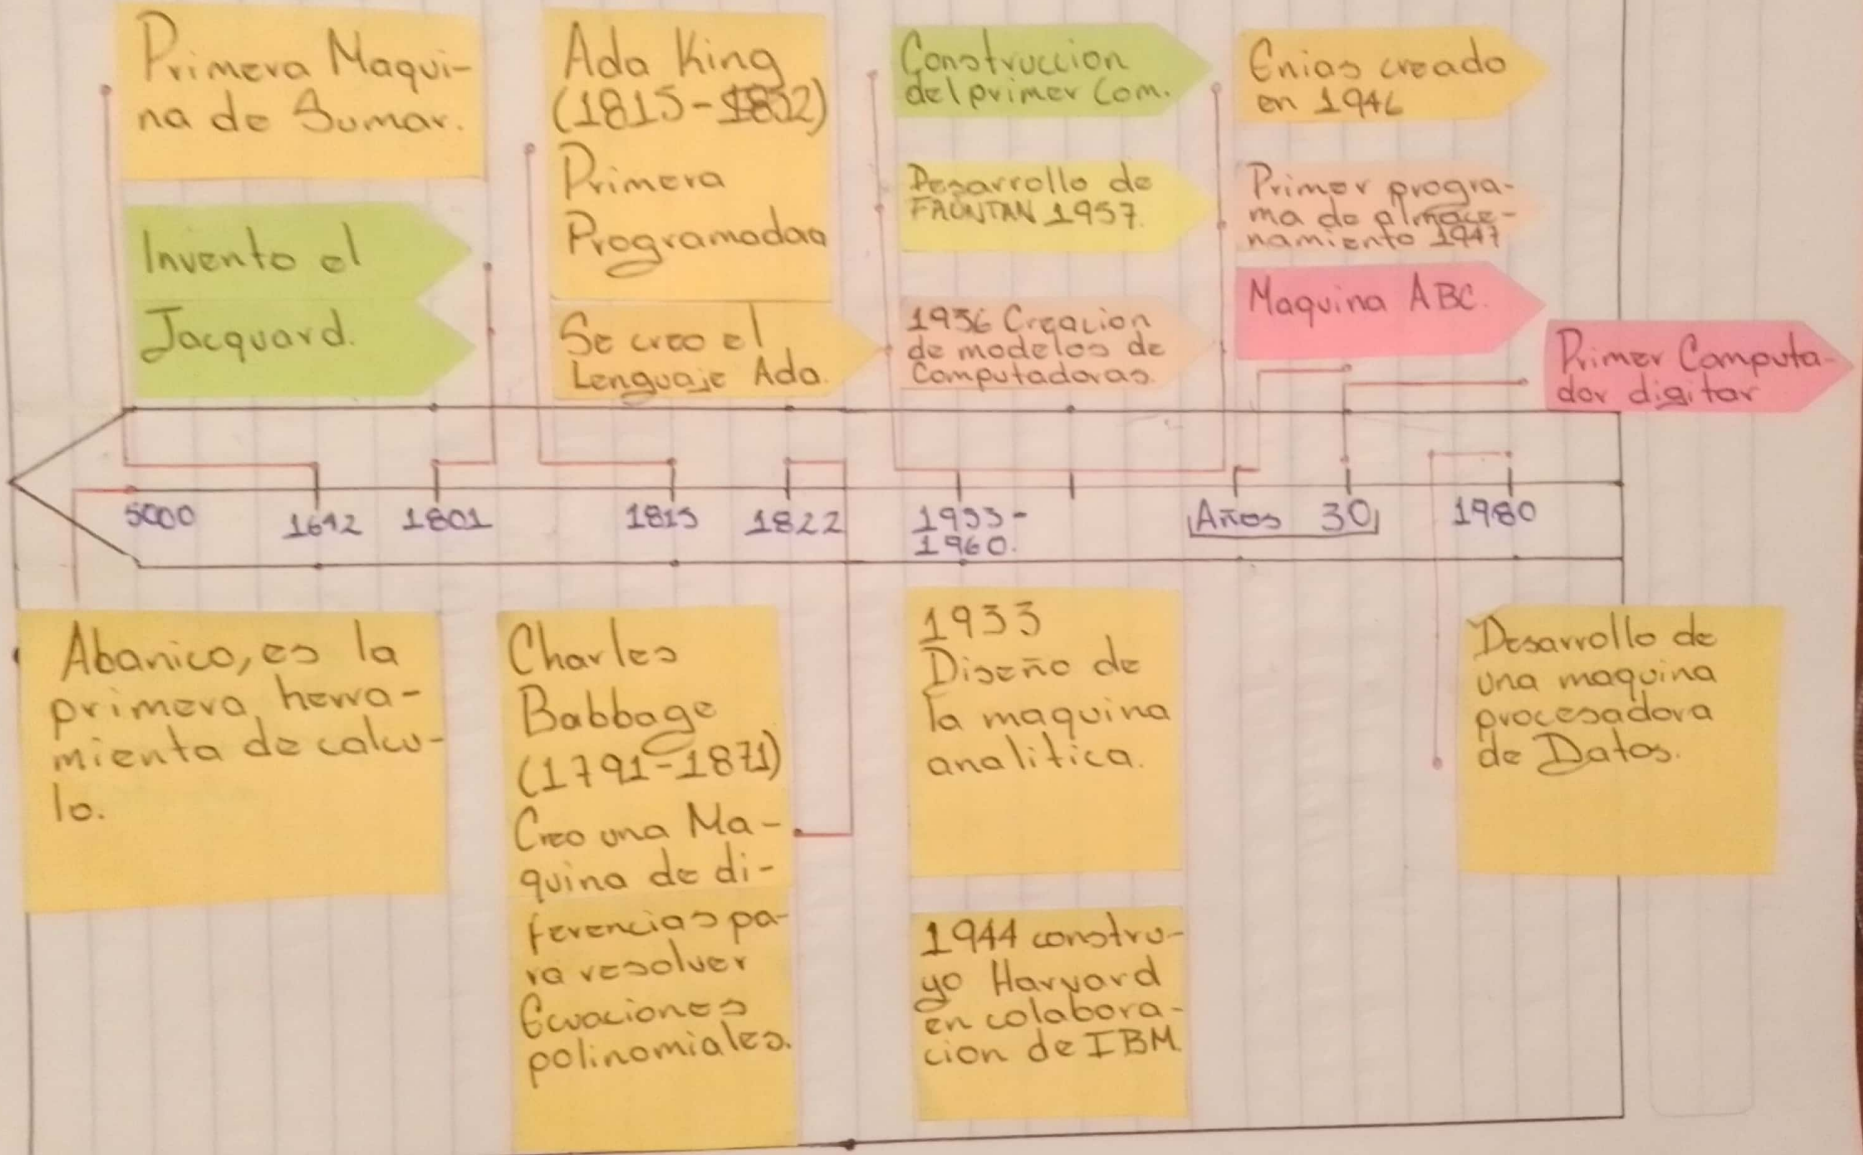 Primera Maqui-
na de Sumar.
Invento el
Jacquard.
Ada King
(1815-1852)
Primera
Programadaa
Se creo el
Lenguaje Ada.
Construccion
del primer Com.
Desarrollo de
FAUNTAN 1957.
1936 Creacion
de modelos de
Computadoras.
Enias creado
en 1946
Primer progra-
ma de almace-
namiento 1947
Maquina ABC.
Primer Computa-
dor digitar
5000
1642
1801
1815
1822
1933-
1960.
Años 30
1980
Abanico, es la
primera herra-
mienta de calcu-
lo.
Charles
Babbage
(1791-1871)
Creo una Ma-
quina de di-
ferencias pa-
ra resolver
Ecuaciones
polinomiales.
1933
Diseño de
la maquina
analitica.
1944 constru-
yo Harvard
en colabora-
cion de IBM
Desarrollo de
una maquina
procesadora
de Datos.